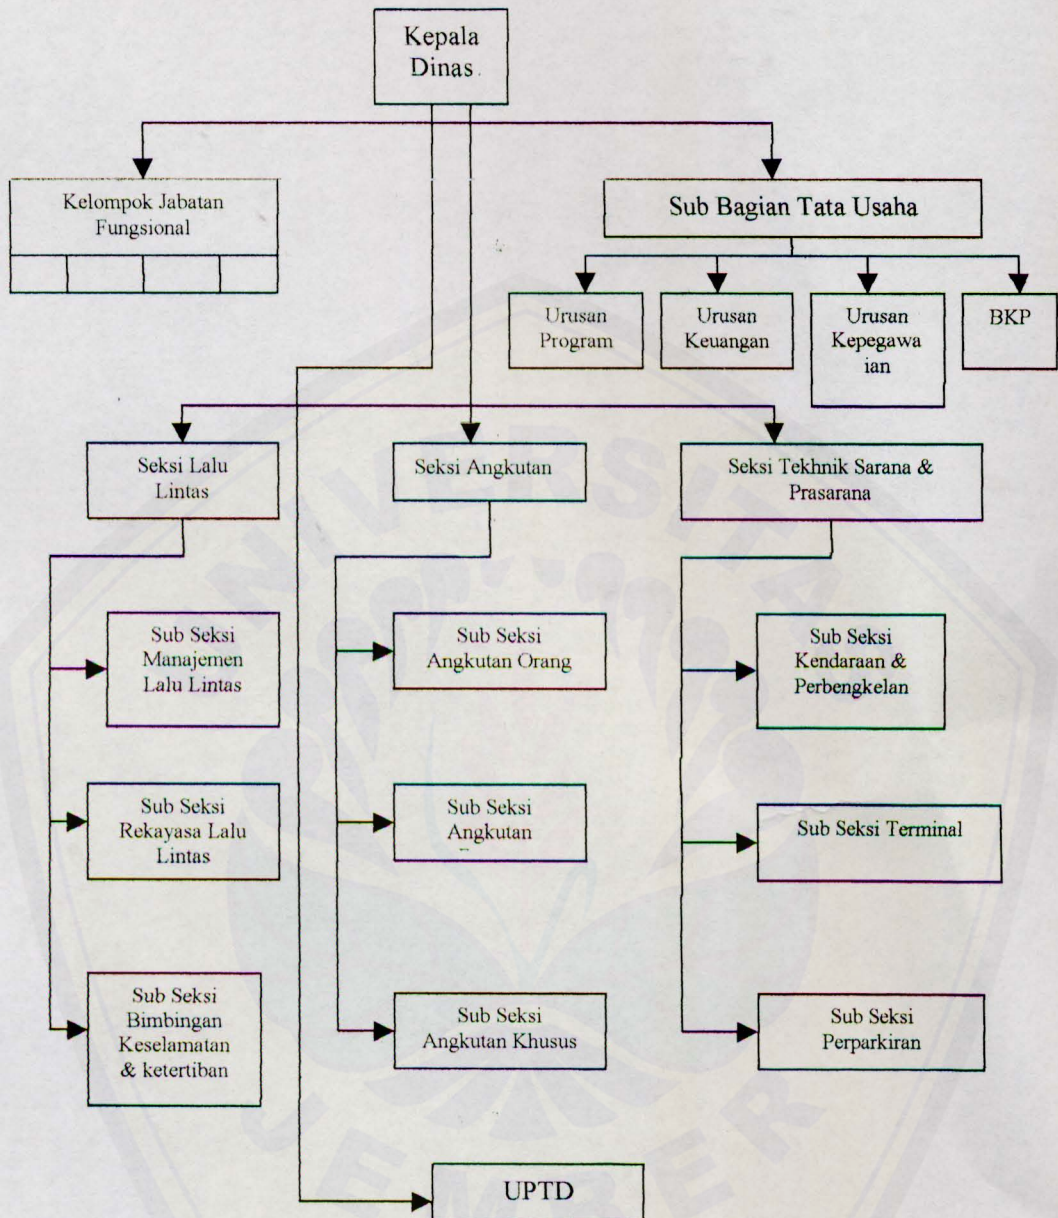 Kepala
Dinas
Kelompok Jabatan
Fungsional
Sub Bagian Tata Usaha
Urusan
Program
Urusan
Keuangan
Urusan
Kepegawa
ian
BKP
Seksi Lalu
Lintas
Seksi Angkutan
Seksi Tekhnik Sarana &
Prasarana
Sub Seksi
Manajemen
Lalu Lintas
Sub Seksi
Angkutan Orang
Sub Seksi
Kendaraan &
Perbengkelan
Sub Seksi
Rekayasa Lalu
Lintas
Sub Seksi
Angkutan
Sub Seksi Terminal
Sub Seksi
Bimbingan
Keselamatan
& ketertiban
Sub Seksi
Angkutan Khusus
Sub Seksi
Perparkiran
UPTD
UNIVERSITAS
JEMBER